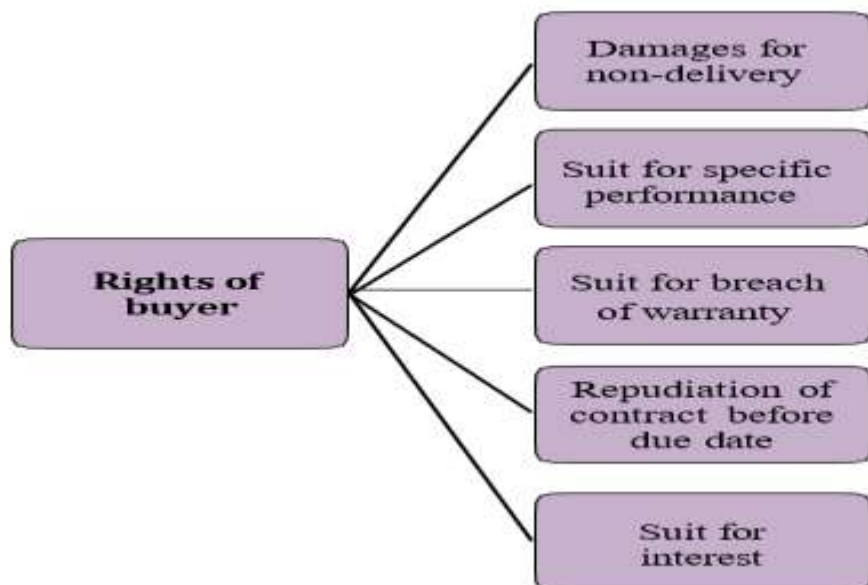 Rights of
buyer
Damages for
non-delivery
Suit for specific
performance
Suit for breach
of warranty
Repudiation of
contract before
due date
Suit for
interest